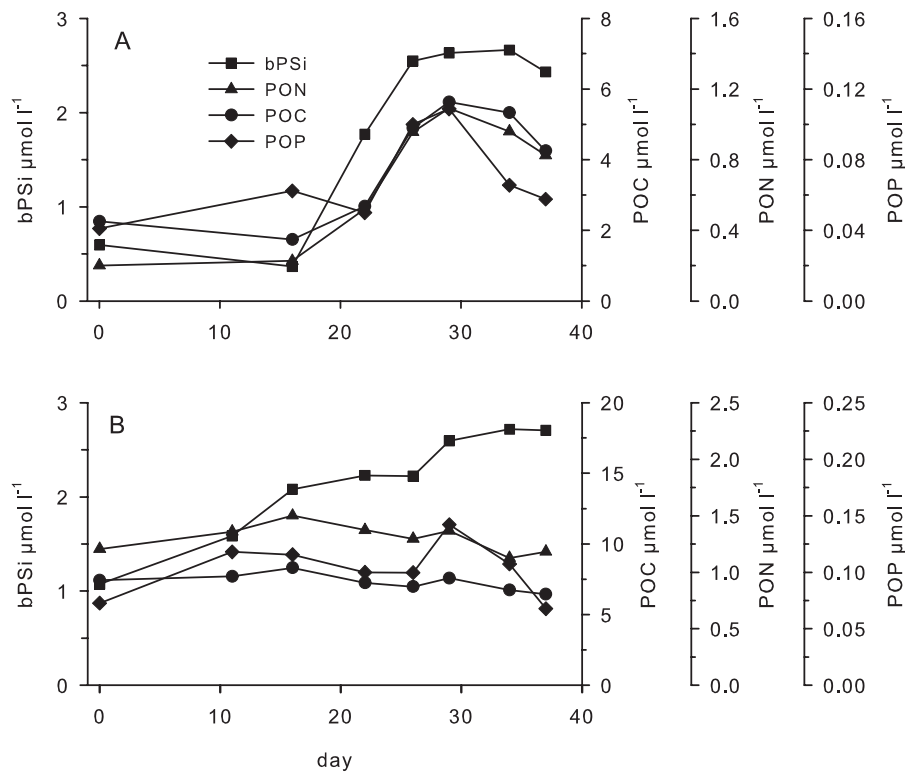 A
bPSi
PON
POC
POP
bPSi μmol l⁻¹
3
2
1
0
0 10 20 30 40
POC μmol l⁻¹
8
7
6
5
4
3
2
1
0
PON μmol l⁻¹
1.6
1.2
0.8
0.4
0.0
POP μmol l⁻¹
0.16
0.12
0.08
0.04
0.00
B
bPSi μmol l⁻¹
3
2
1
0
0 10 20 30 40
day
POC μmol l⁻¹
20
15
10
5
0
PON μmol l⁻¹
2.5
2.0
1.5
1.0
0.5
0.0
POP μmol l⁻¹
0.25
0.20
0.15
0.10
0.05
0.00